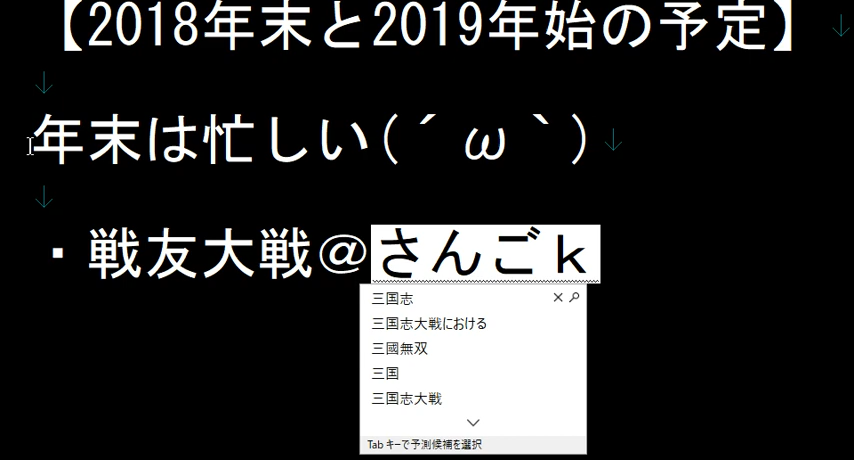 【2018年末と2019年始の予定】↓
↓
年末は忙しい(´ω`)↓
↓
・戦友大戦＠さんごｋ
三国志
三国志大戦における
三國無双
三国
三国志大戦
Tab キーで予測候補を選択